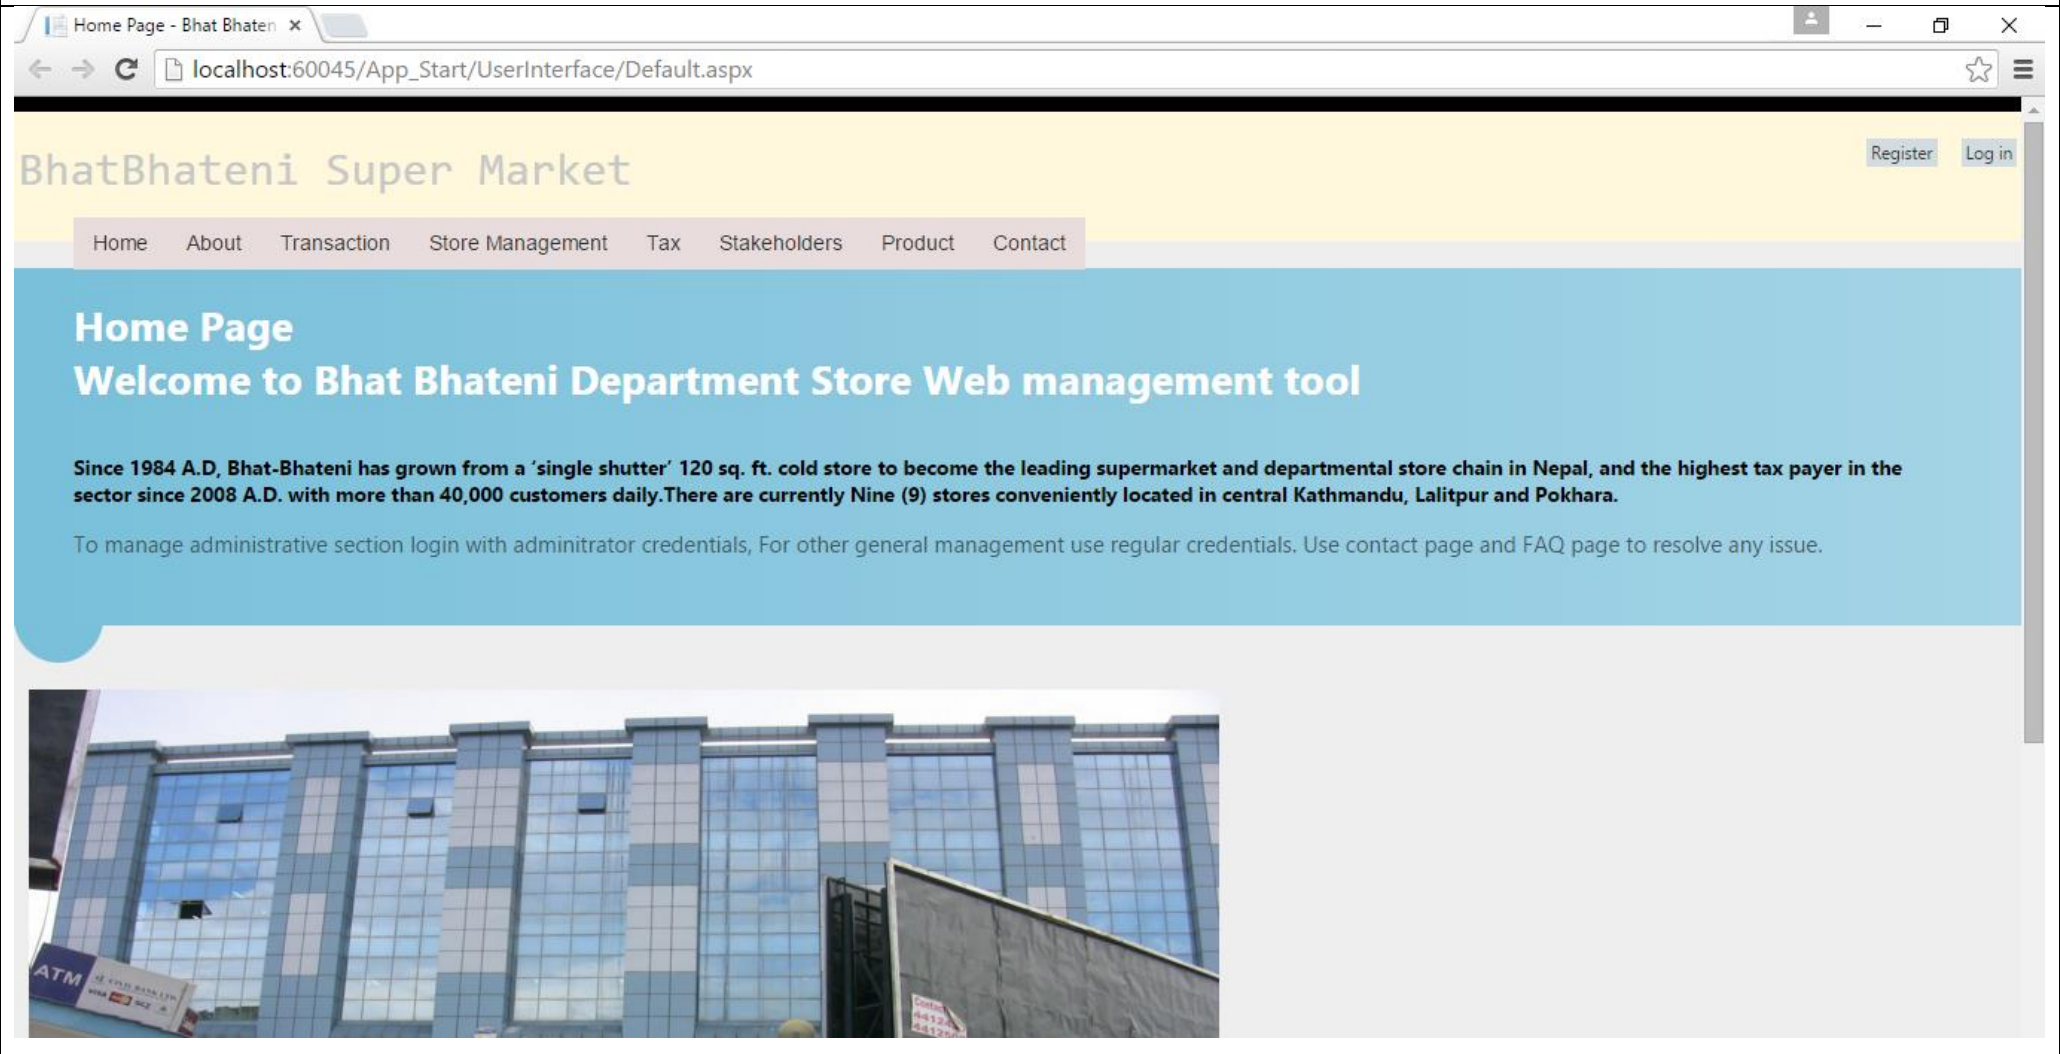 Home Page - Bhat Bhaten
localhost:60045/App_Start/UserInterface/Default.aspx
BhatBhateni Super Market
Register Log in
Home About Transaction Store Management Tax Stakeholders Product Contact
Home Page
Welcome to Bhat Bhateni Department Store Web management tool
Since 1984 A.D, Bhat-Bhateni has grown from a ‘single shutter’ 120 sq. ft. cold store to become the leading supermarket and departmental store chain in Nepal, and the highest tax payer in the
sector since 2008 A.D. with more than 40,000 customers daily.There are currently Nine (9) stores conveniently located in central Kathmandu, Lalitpur and Pokhara.
To manage administrative section login with adminitrator credentials, For other general management use regular credentials. Use contact page and FAQ page to resolve any issue.
ATM
VISA
Contact